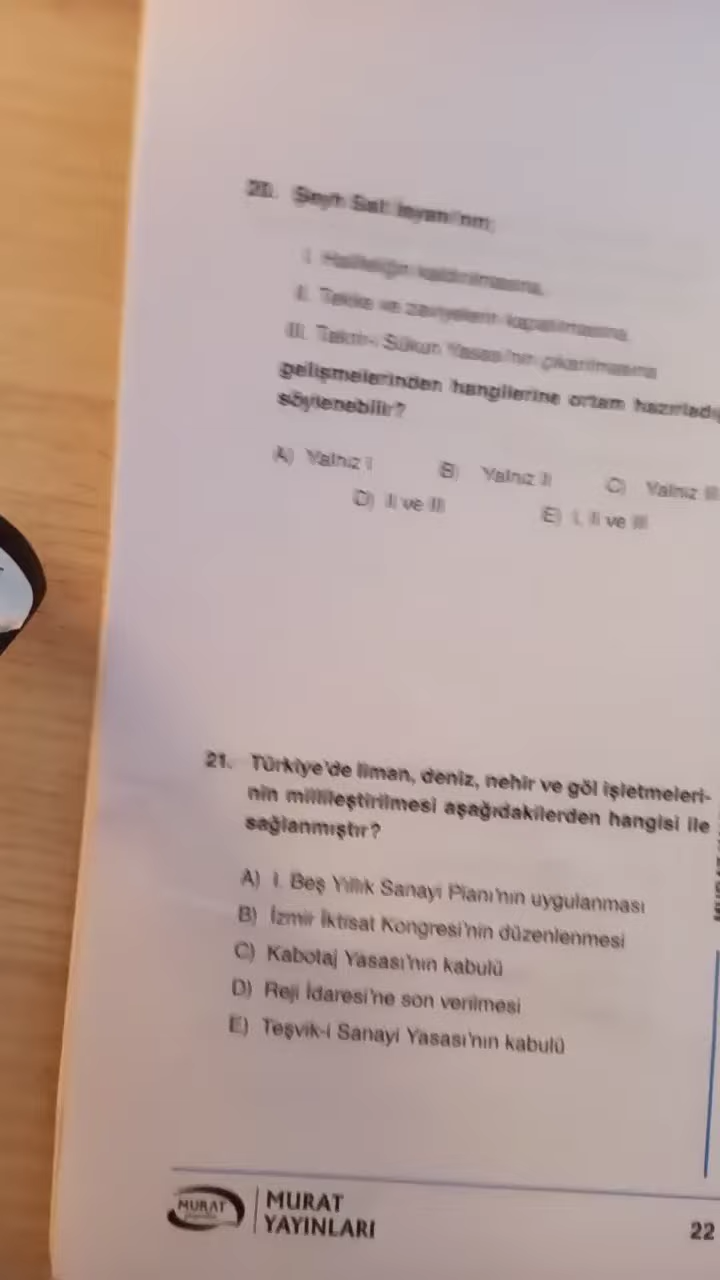 20. Şeyh Sait İsyanı'nın;
I. Halifeliğin kaldırılmasına,
II. Tekke ve zaviyelerin kapatılmasına,
III. Takrir-i Sükun Yasası'nın çıkarılmasına
gelişmelerinden hangilerine ortam hazırladı
söylenebilir?
A) Yalnız I B) Yalnız II C) Yalnız III
D) II ve III E) I, II ve III
21. Türkiye'de liman, deniz, nehir ve göl işletmeleri-
nin millileştirilmesi aşağıdakilerden hangisi ile
sağlanmıştır?
A) I. Beş Yıllık Sanayi Planı'nın uygulanması
B) İzmir İktisat Kongresi'nin düzenlenmesi
C) Kabotaj Yasası'nın kabulü
D) Reji İdaresi'ne son verilmesi
E) Teşvik-i Sanayi Yasası'nın kabulü
MURAT
MURAT
YAYINLARI
22